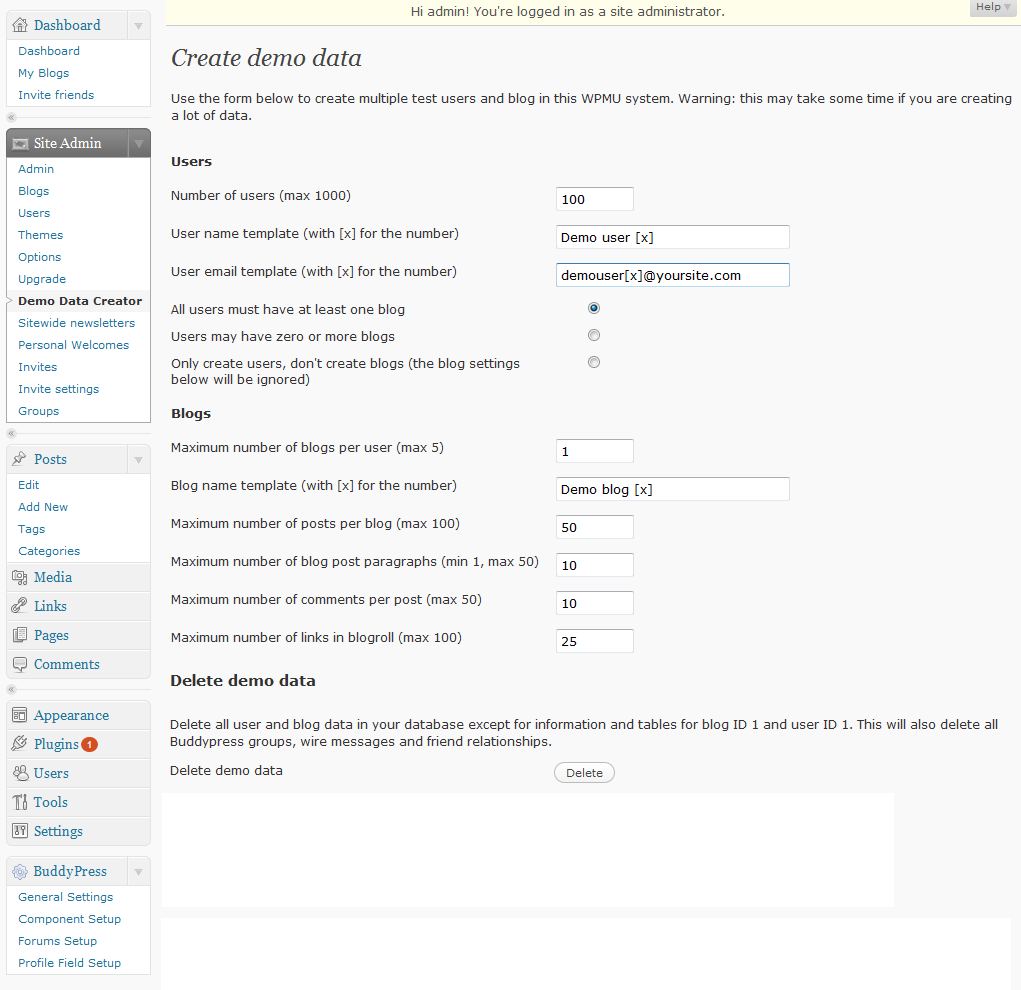 Hi admin! You're logged in as a site administrator.
Help
Dashboard
Dashboard
My Blogs
Invite friends
Site Admin
Admin
Blogs
Users
Themes
Options
Upgrade
Demo Data Creator
Sitewide newsletters
Personal Welcomes
Invites
Invite settings
Groups
Posts
Edit
Add New
Tags
Categories
Media
Links
Pages
Comments
Appearance
Plugins 1
Users
Tools
Settings
BuddyPress
General Settings
Component Setup
Forums Setup
Profile Field Setup
Create demo data
Use the form below to create multiple test users and blog in this WPMU system. Warning: this may take some time if you are creating
a lot of data.
Users
Number of users (max 1000) 100
User name template (with [x] for the number) Demo user [x]
User email template (with [x] for the number) demouser[x]@yoursite.com
All users must have at least one blog
Users may have zero or more blogs
Only create users, don't create blogs (the blog settings
below will be ignored)
Blogs
Maximum number of blogs per user (max 5) 1
Blog name template (with [x] for the number) Demo blog [x]
Maximum number of posts per blog (max 100) 50
Maximum number of blog post paragraphs (min 1, max 50) 10
Maximum number of comments per post (max 50) 10
Maximum number of links in blogroll (max 100) 25
Delete demo data
Delete all user and blog data in your database except for information and tables for blog ID 1 and user ID 1. This will also delete all
Buddypress groups, wire messages and friend relationships.
Delete demo data Delete